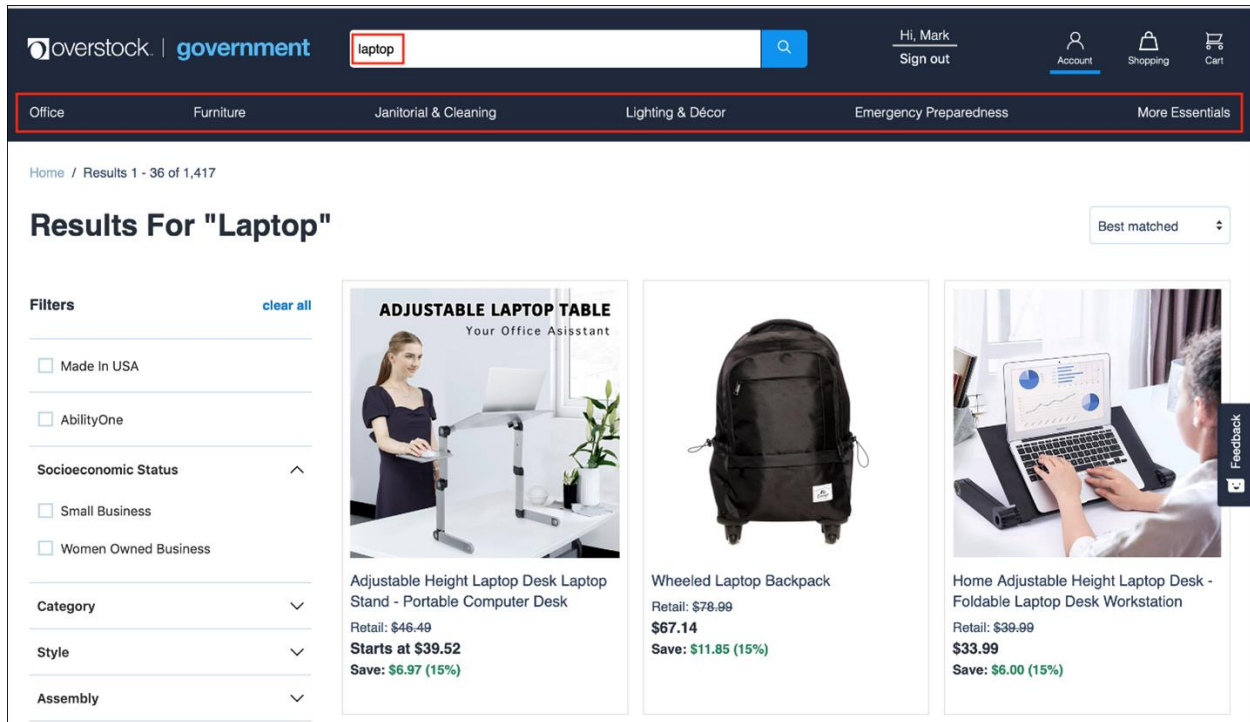 overstock. | government
laptop
Hi, Mark
Sign out
Account
Shopping
Cart
Office
Furniture
Janitorial & Cleaning
Lighting & Décor
Emergency Preparedness
More Essentials
Home / Results 1 - 36 of 1,417
Results For "Laptop"
Best matched
Filters
clear all
Made In USA
AbilityOne
Socioeconomic Status
Small Business
Women Owned Business
Category
Style
Assembly
ADJUSTABLE LAPTOP TABLE
Your Office Asisstant
Adjustable Height Laptop Desk Laptop
Stand - Portable Computer Desk
Retail: $46.49
Starts at $39.52
Save: $6.97 (15%)
Wheeled Laptop Backpack
Retail: $78.99
$67.14
Save: $11.85 (15%)
Home Adjustable Height Laptop Desk -
Foldable Laptop Desk Workstation
Retail: $39.99
$33.99
Save: $6.00 (15%)
Feedback